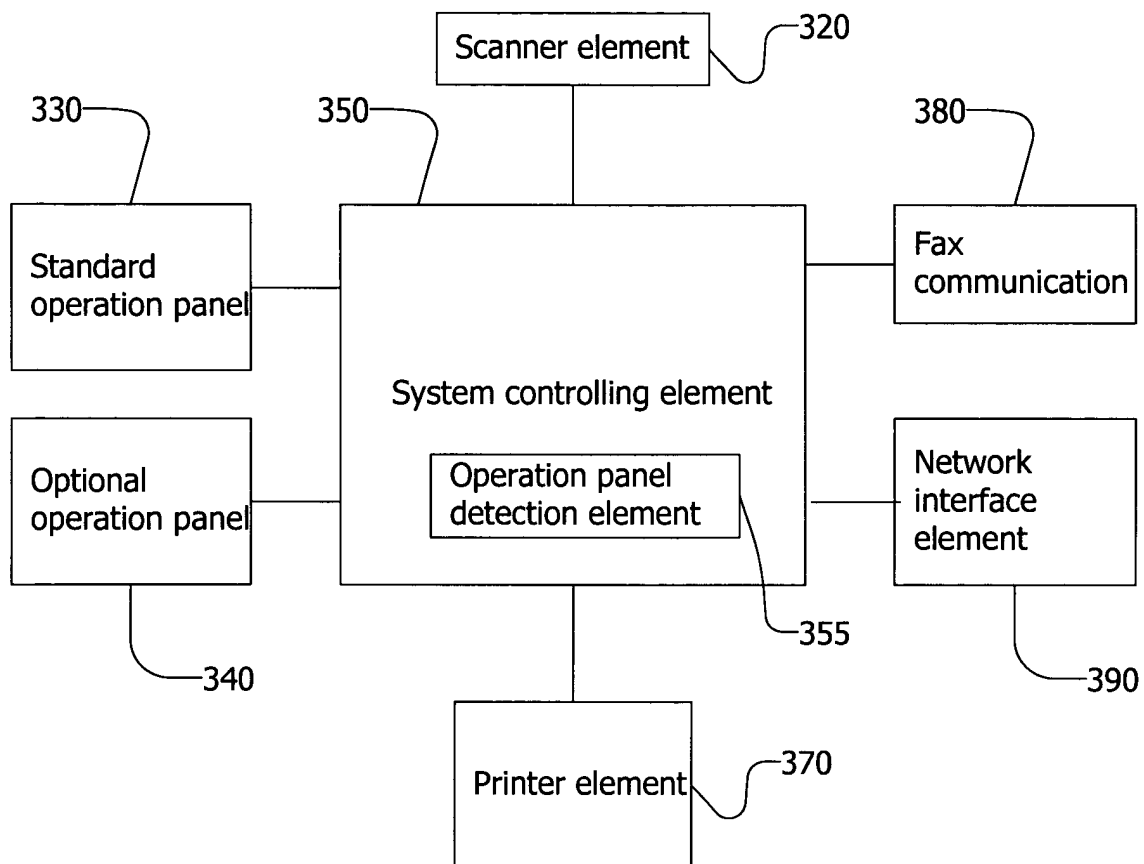 Scanner element
320
330
350
380
Standard
operation panel
Fax
communication
System controlling element
Optional
operation panel
Operation panel
detection element
Network
interface
element
355
340
390
Printer element
370